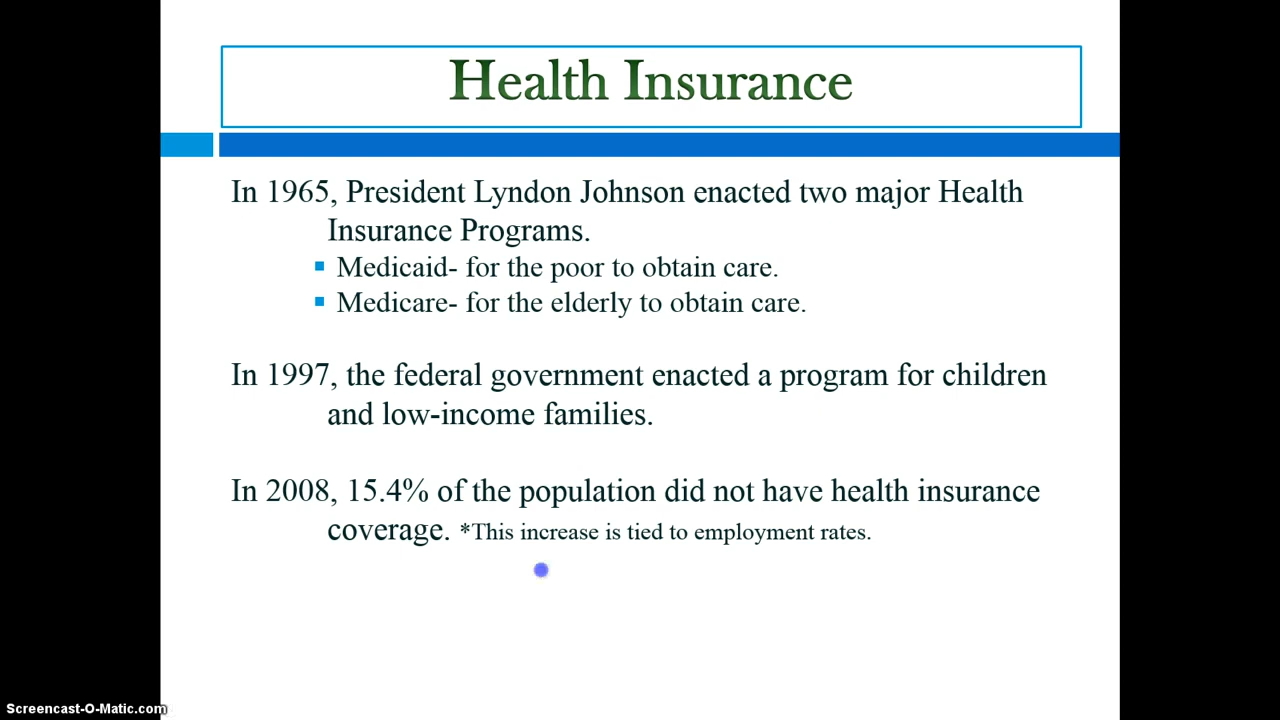 Health Insurance
In 1965, President Lyndon Johnson enacted two major Health
Insurance Programs.
Medicaid- for the poor to obtain care.
Medicare- for the elderly to obtain care.
In 1997, the federal government enacted a program for children
and low-income families.
In 2008, 15.4% of the population did not have health insurance
coverage. *This increase is tied to employment rates.
Screencast-O-Matic.com